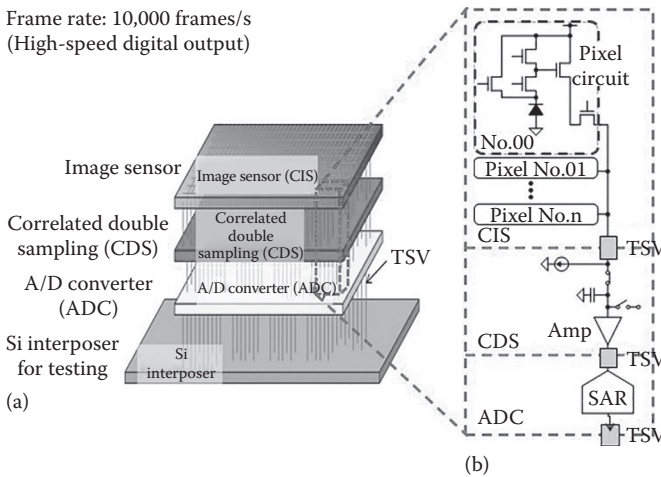 Frame rate: 10,000 frames/s
(High-speed digital output)
Image sensor
Correlated double
sampling (CDS)
A/D converter
(ADC)
Si interposer
for testing
Image sensor (CIS)
Correlated
double
sampling (CDS)
A/D converter (ADC)
Si
interposer
TSV
(a)
Pixel
circuit
No.00
Pixel No.01
Pixel No.n
CIS
TSV
Amp
CDS
TSV
SAR
ADC
TSV
(b)